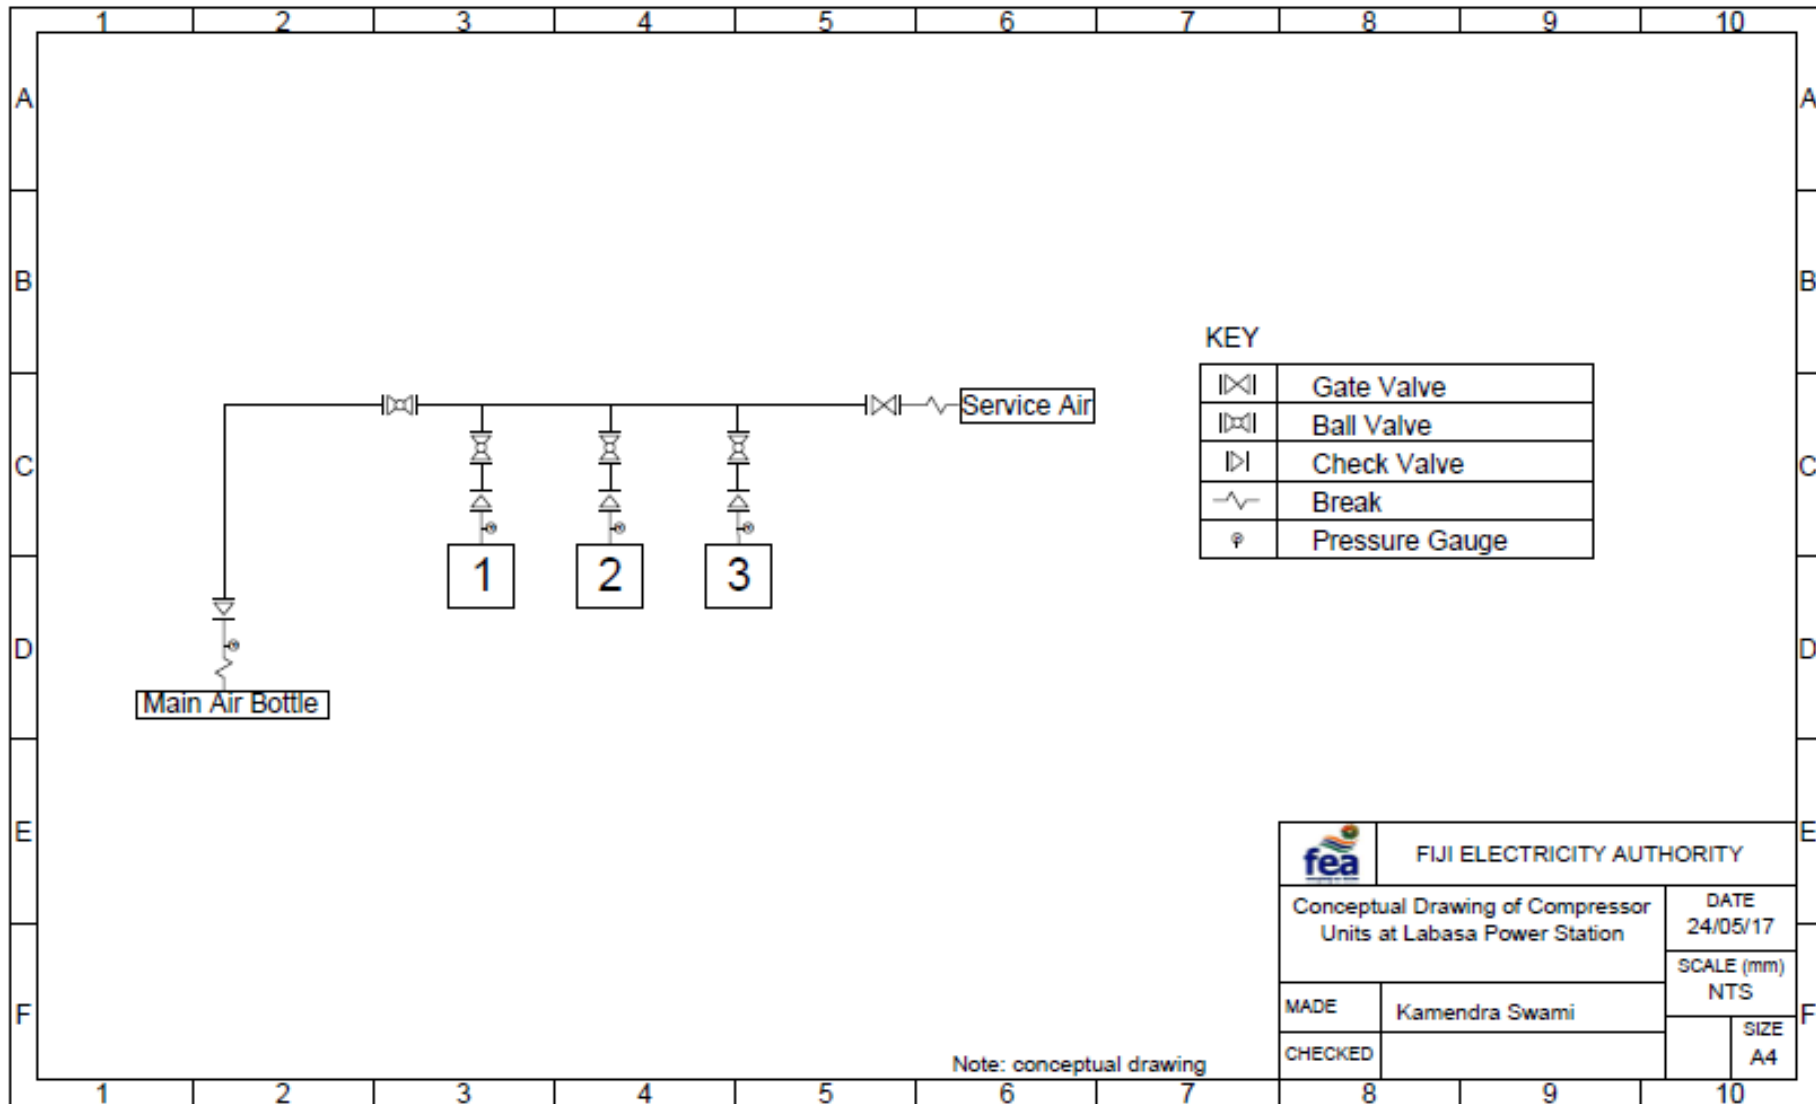 1 2 3 4 5 6 7 8 9 10
A A
B B
KEY
Gate Valve
Service Air
Ball Valve
C C
Check Valve
Break
Pressure Gauge
1 2 3
D D
Main Air Bottle
E E
fea
FIJI ELECTRICITY AUTHORITY
Conceptual Drawing of Compressor
Units at Labasa Power Station
DATE
24/05/17
SCALE (mm)
NTS
F F
MADE
Kamendra Swami
SIZE
A4
CHECKED
Note: conceptual drawing
1 2 3 4 5 6 7 8 9 10